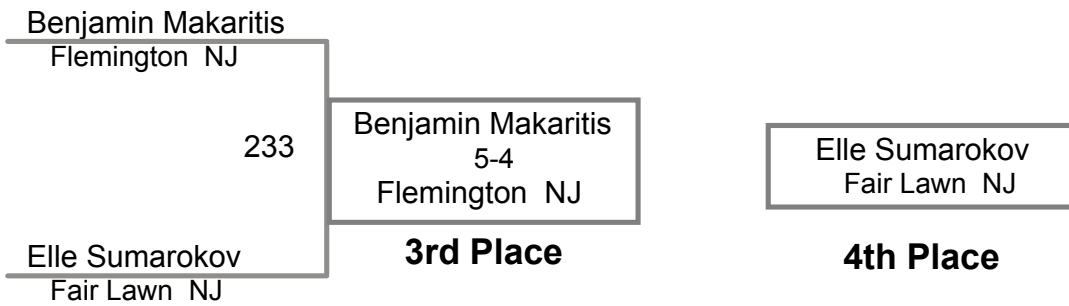 Benjamin Makaritis
Flemington NJ
233
Benjamin Makaritis
5-4
Flemington NJ
3rd Place
Elle Sumarokov
Fair Lawn NJ
Elle Sumarokov
Fair Lawn NJ
4th Place